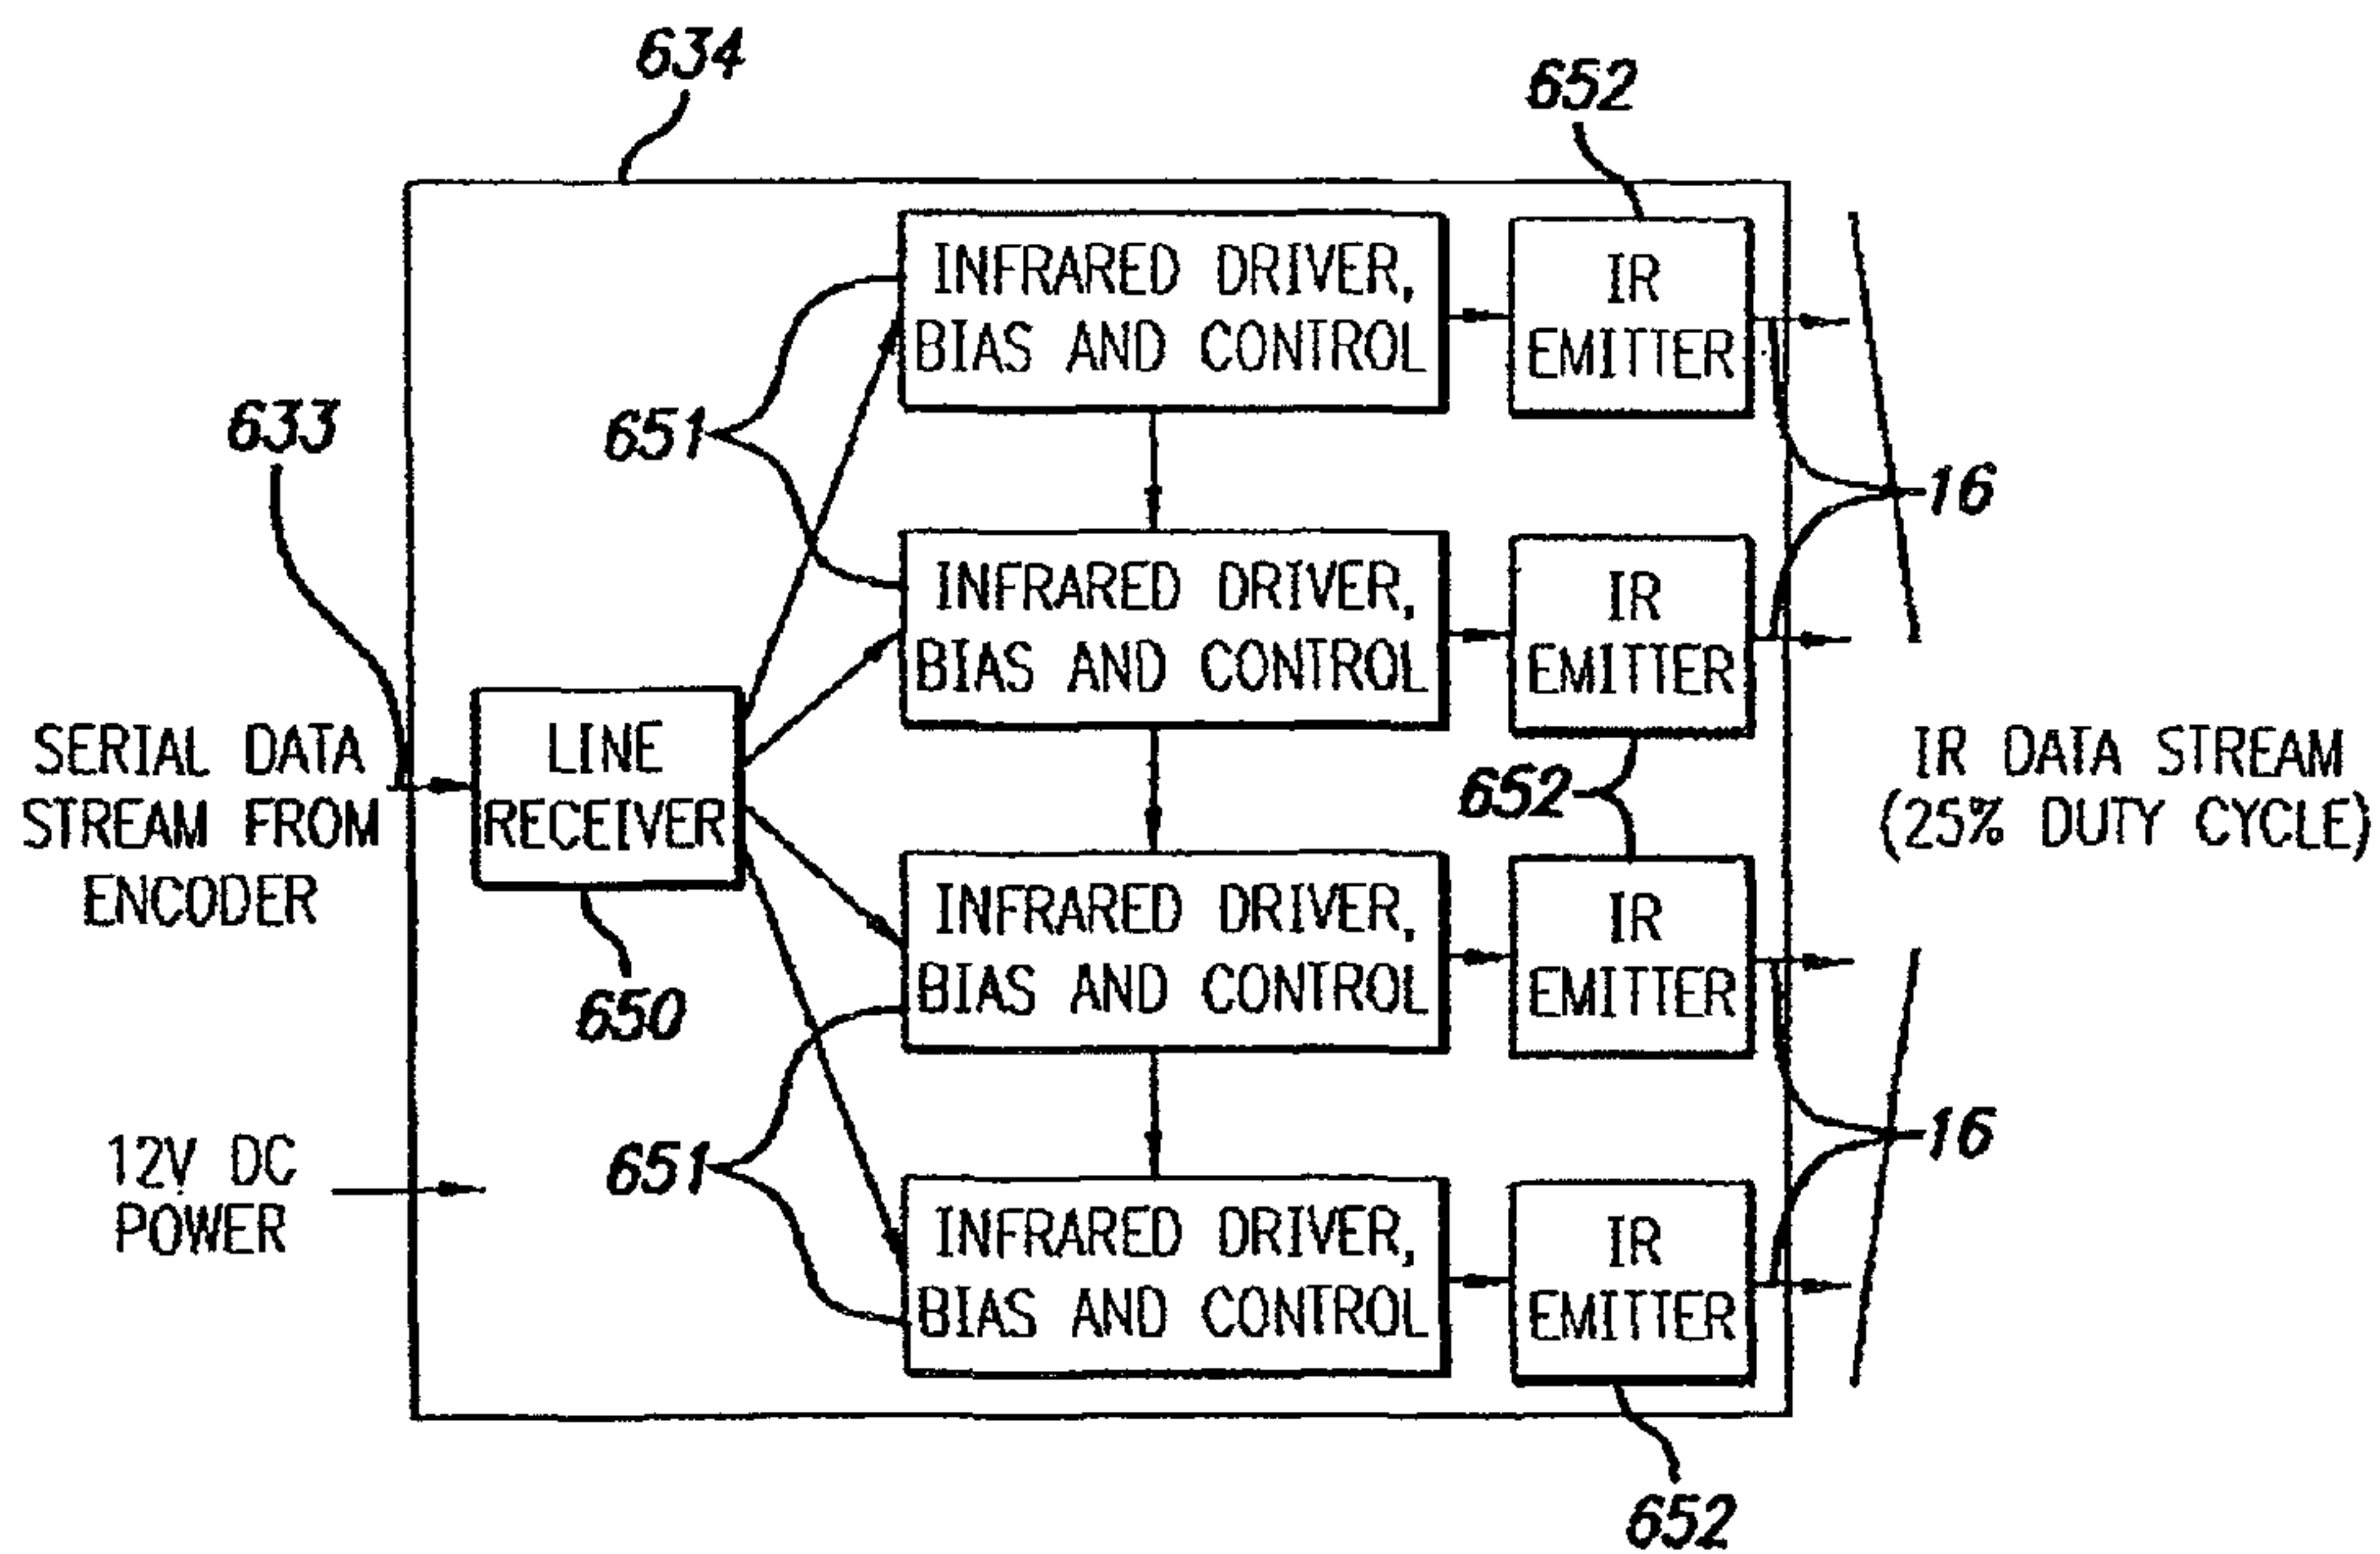 634
652
INFRARED DRIVER,
BIAS AND CONTROL
IR
EMITTER
633
651
16
INFRARED DRIVER,
BIAS AND CONTROL
IR
EMITTER
SERIAL DATA
STREAM FROM
ENCODER
LINE
RECEIVER
652
IR DATA STREAM
(25% DUTY CYCLE)
650
INFRARED DRIVER,
BIAS AND CONTROL
IR
EMITTER
12V DC
POWER
651
16
INFRARED DRIVER,
BIAS AND CONTROL
IR
EMITTER
652